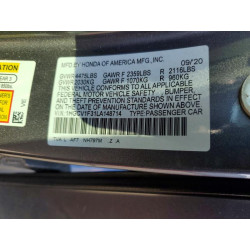 MFD BY HONDA OF AMERICA MFG., INC. 09/20
GVWR 4475LBS GAWR F 2359LBS R 2116LBS
GVWR 2030KG GAWR F 1070KG R 960KG
THIS VEHICLE CONFORMS TO ALL APPLICABLE
FEDERAL MOTOR VEHICLE SAFETY, BUMPER,
AND THEFT PREVENTION STANDARDS IN EFFECT
ON THE DATE OF MANUFACTURE SHOWN ABOVE.
V.I.N. TYPE: PASSENGER CAR